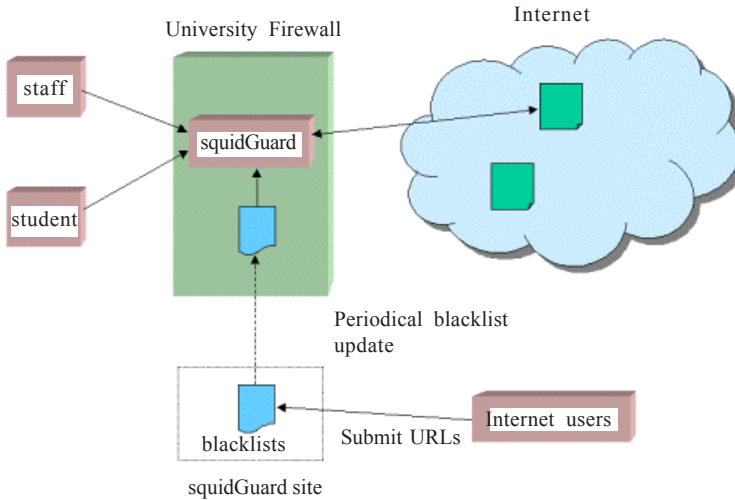 University Firewall
Internet
staff
squidGuard
student
Periodical blacklist
update
blacklists
Submit URLs
Internet users
squidGuard site